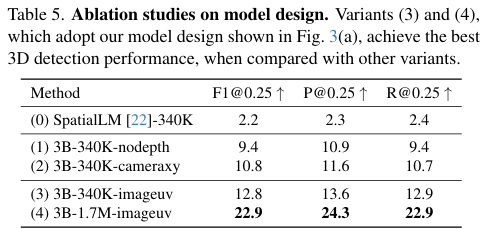 Table 5. Ablation studies on model design. Variants (3) and (4),
which adopt our model design shown in Fig. 3(a), achieve the best
3D detection performance, when compared with other variants.
Method F1@0.25 ↑ P@0.25 ↑ R@0.25 ↑
(0) SpatialLM [22]-340K 2.2 2.3 2.4
(1) 3B-340K-nodepth 9.4 10.9 9.4
(2) 3B-340K-cameraxy 10.8 11.6 10.7
(3) 3B-340K-imageuv 12.8 13.6 12.9
(4) 3B-1.7M-imageuv 22.9 24.3 22.9